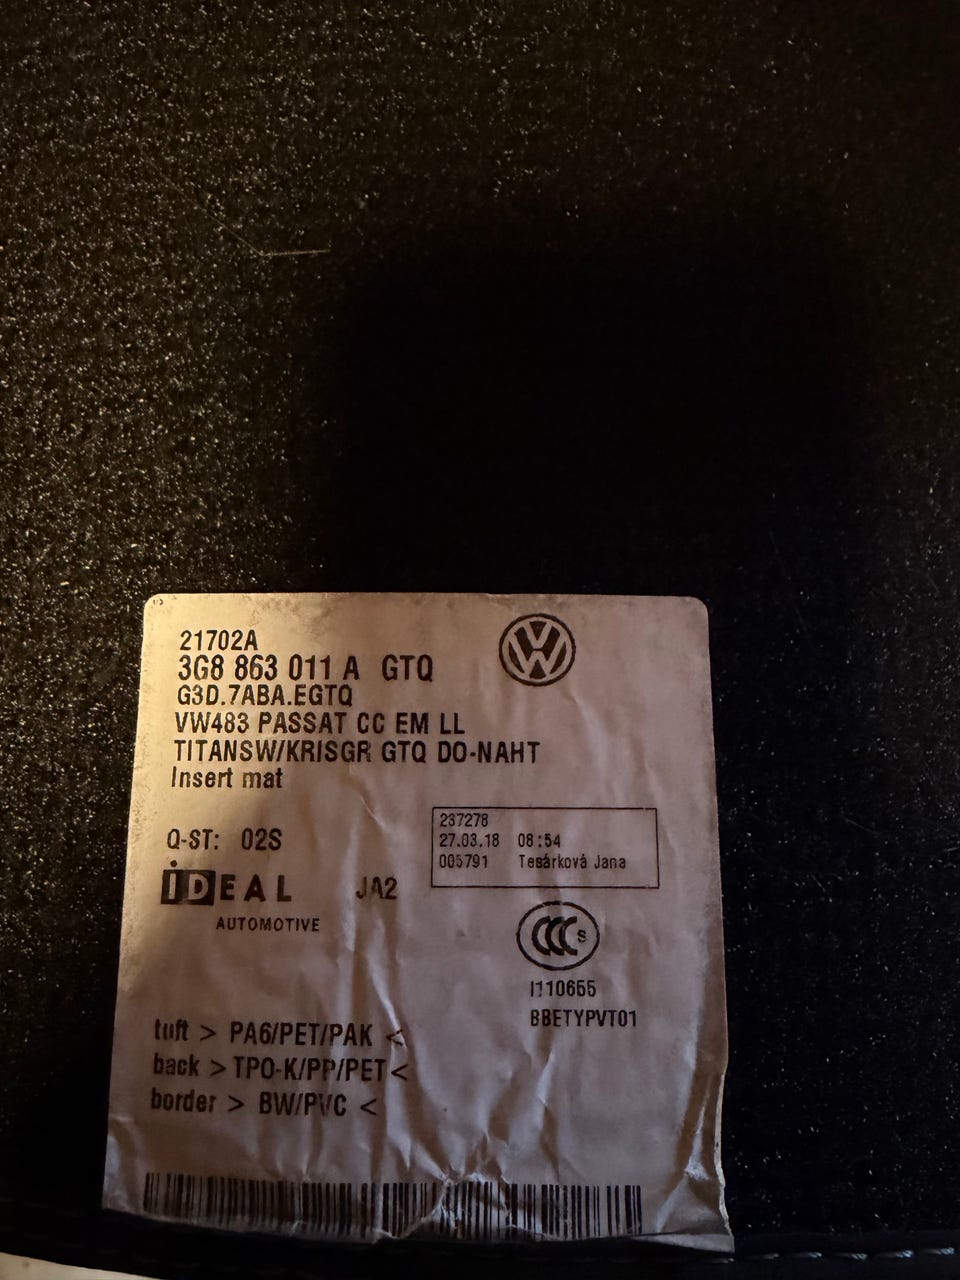 21702A
3G8 863 011 A GTQ
G3D.7ABA.EGTQ
VW483 PASSAT CC EM LL
TITANSW/KRISGR GTQ DO-NAHT
Insert mat
Q-ST: 02S
237278
27.03.18 08:54
005791 Tesárková Jana
iDEAL JA2
AUTOMOTIVE
CCC S
I110655
BBETYPVT01
tuft > PA6/PET/PAK <
back > TPO-K/PP/PET <
border > BW/PVC <